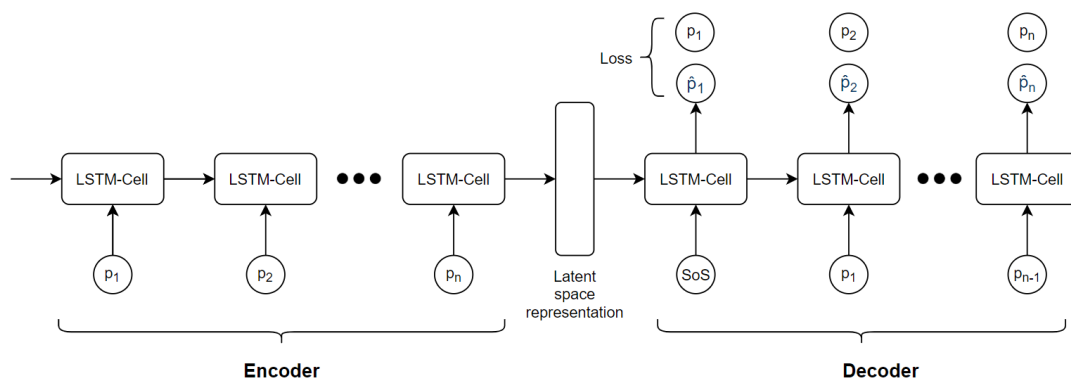 p1
p2
pn
Loss
p̂1
p̂2
p̂n
LSTM-Cell
LSTM-Cell
LSTM-Cell
LSTM-Cell
LSTM-Cell
LSTM-Cell
p1
p2
pn
Latent
space
representation
SoS
p1
pn-1
Encoder
Decoder